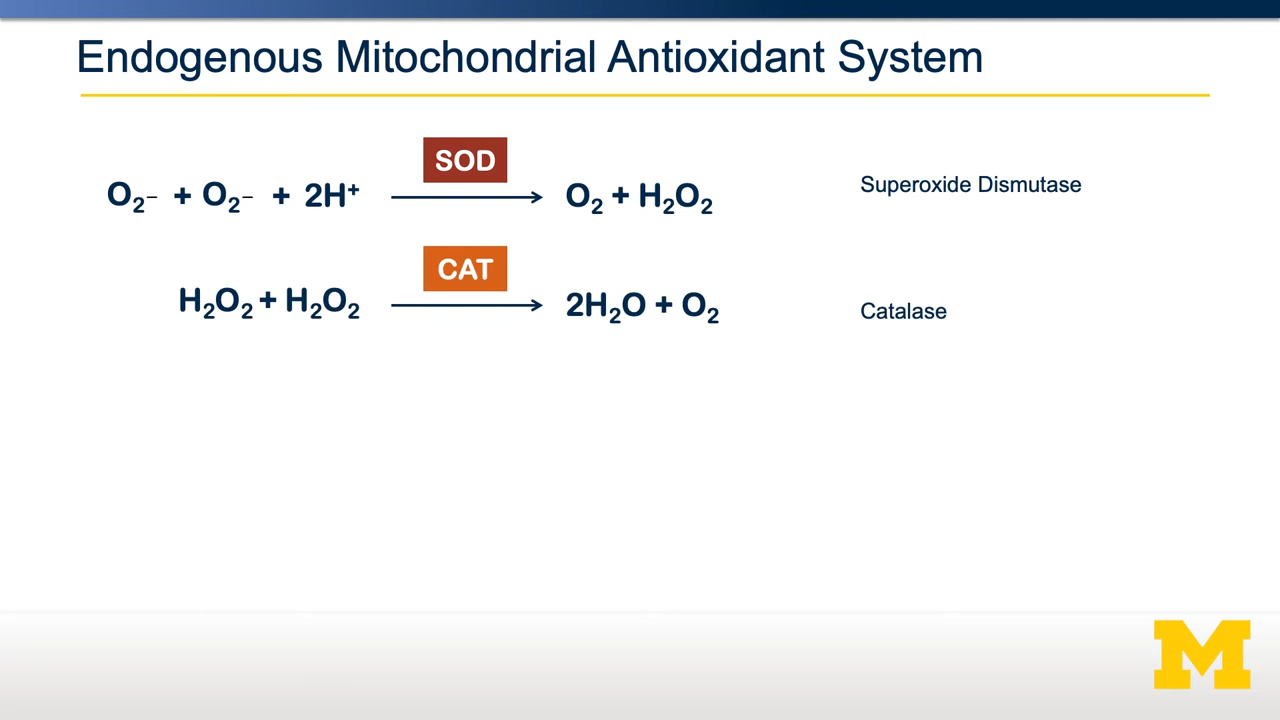 Endogenous Mitochondrial Antioxidant System
SOD
O₂⁻ + O₂⁻ + 2H⁺ → O₂ + H₂O₂
Superoxide Dismutase
CAT
H₂O₂ + H₂O₂ → 2H₂O + O₂
Catalase
M